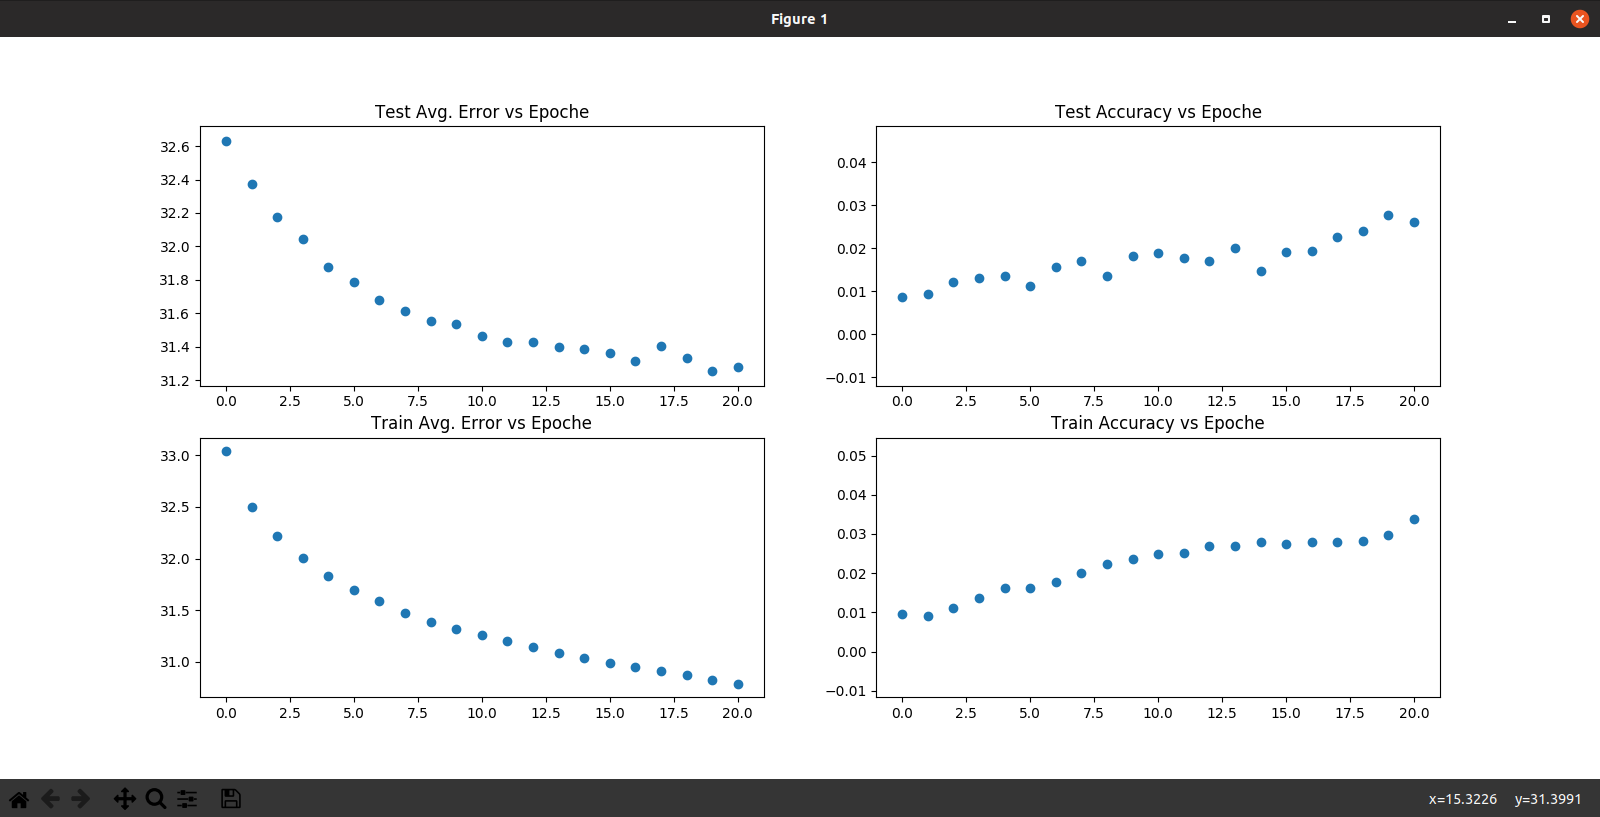 Figure 1
Test Avg. Error vs Epoche
32.6
32.4
32.2
32.0
31.8
31.6
31.4
31.2
0.0 2.5 5.0 7.5 10.0 12.5 15.0 17.5 20.0
Test Accuracy vs Epoche
0.04
0.03
0.02
0.01
0.00
−0.01
0.0 2.5 5.0 7.5 10.0 12.5 15.0 17.5 20.0
Train Avg. Error vs Epoche
33.0
32.5
32.0
31.5
31.0
0.0 2.5 5.0 7.5 10.0 12.5 15.0 17.5 20.0
Train Accuracy vs Epoche
0.05
0.04
0.03
0.02
0.01
0.00
−0.01
0.0 2.5 5.0 7.5 10.0 12.5 15.0 17.5 20.0
x=15.3226 y=31.3991